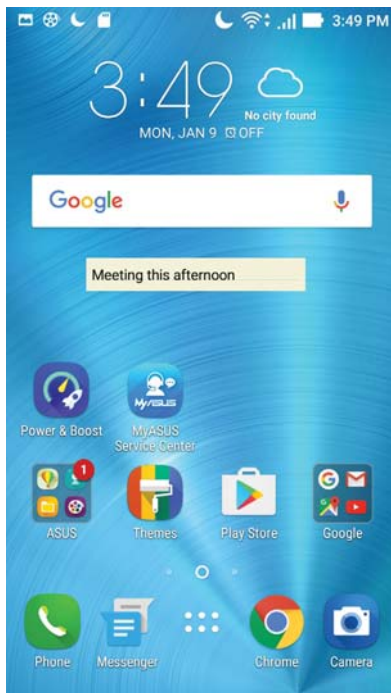 3:49 PM
3:49
No city found
MON, JAN 9 OFF
Google
Meeting this afternoon
MyASUS
Power & Boost
MyASUS
Service Center
1
ASUS
Themes
Play Store
Google
Phone
Messenger
Chrome
Camera